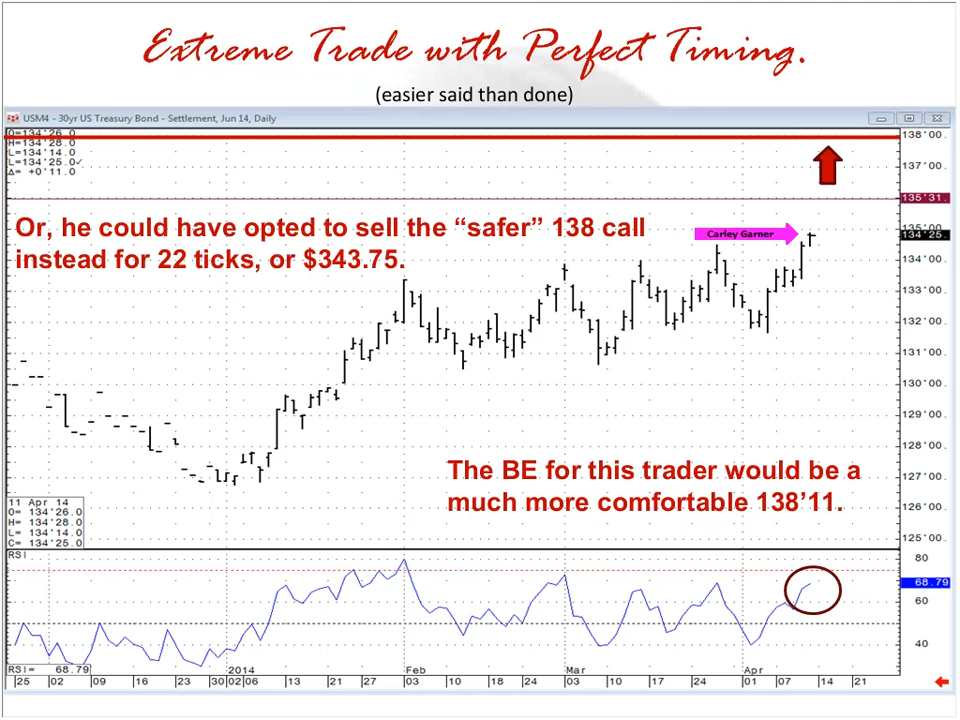 Extreme Trade with Perfect Timing.
(easier said than done)
USM4 - 30yr US Treasury Bond - Settlement, Jun 14, Daily
O=134'26.0
H=134'28.0
L=134'14.0
L=134'25.0✓
Δ= +0'11.0
138'00.
137'00.
135'31.
135'00.
134'25.
134'00.
133'00.
132'00.
131'00.
130'00.
129'00.
128'00.
127'00.
126'00.
125'00.
Or, he could have opted to sell the “safer” 138 call
instead for 22 ticks, or $343.75.
Carley Garner
The BE for this trader would be a
much more comfortable 138’11.
11 Apr 14
O= 134'26.0
H= 134'28.0
L= 134'14.0
C= 134'25.0
RSI
80
68.79
60
40
RSI= 68.79
2014 Feb Mar Apr
25 02 09 16 23 30 02 06 13 21 27 03 10 18 24 03 10 17 24 01 07 14 21